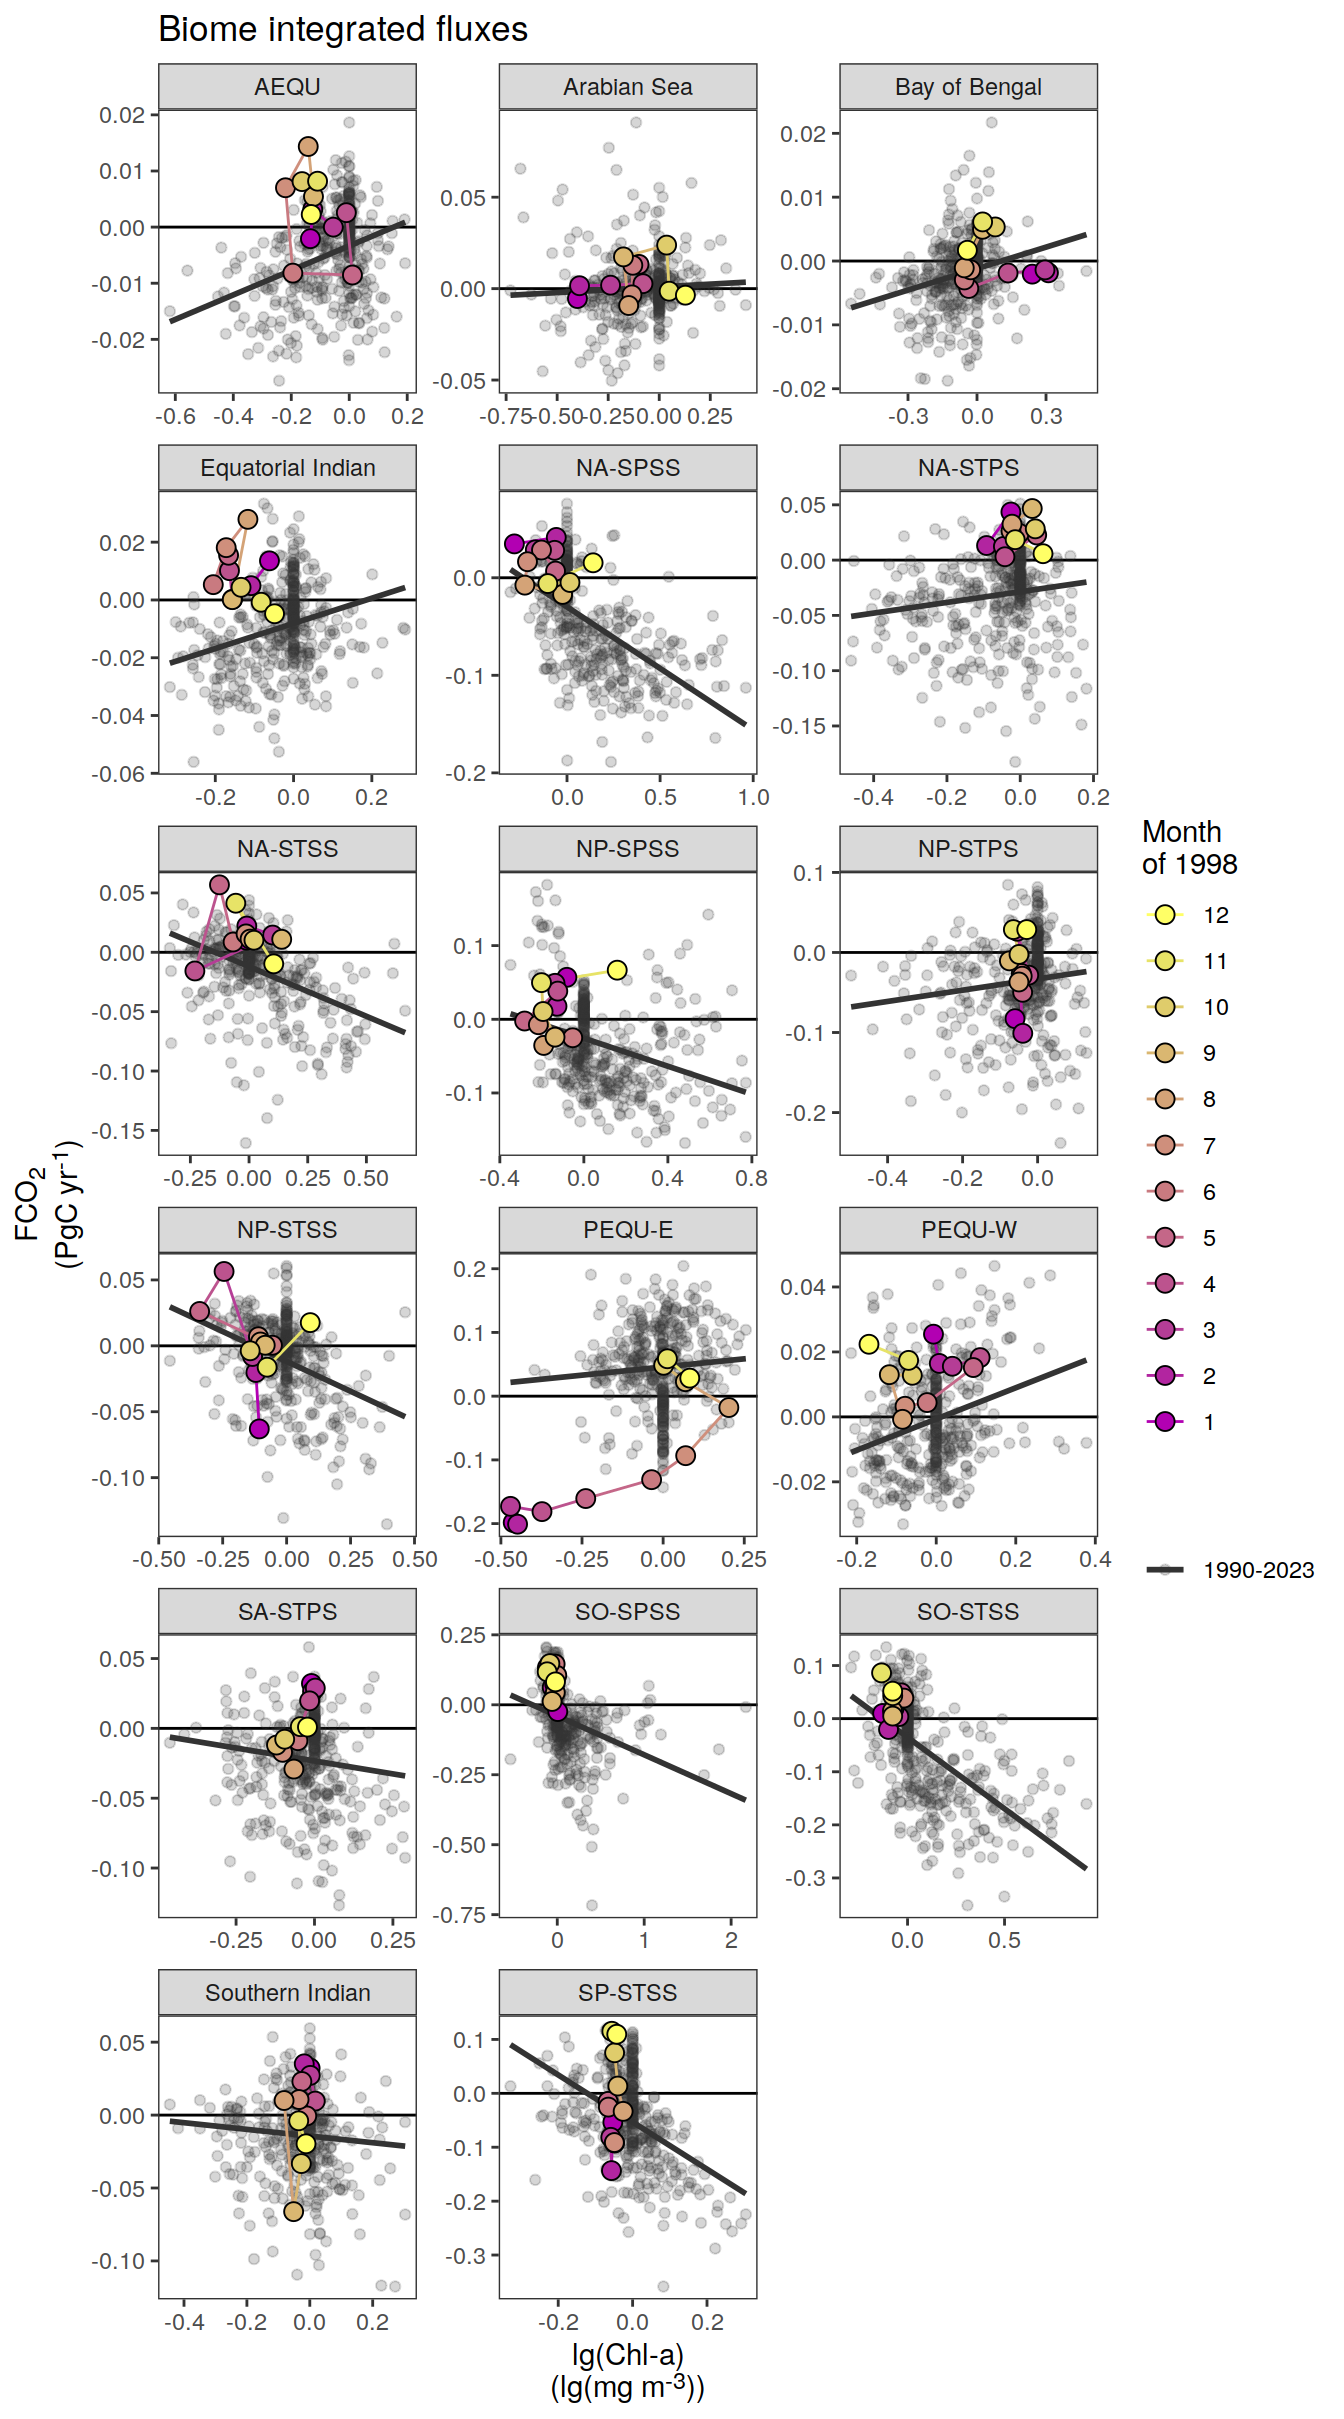 Biome integrated fluxes
AEQU
Arabian Sea
Bay of Bengal
0.02
0.01
0.00
-0.01
-0.02
0.05
0.00
-0.05
0.02
0.01
0.00
-0.01
-0.02
-0.6 -0.4 -0.2 0.0 0.2
-0.75 -0.50 -0.25 0.00 0.25
-0.3 0.0 0.3
Equatorial Indian
NA-SPSS
NA-STPS
0.02
0.00
-0.02
-0.04
-0.06
0.0
-0.1
-0.2
0.05
0.00
-0.05
-0.10
-0.15
-0.2 0.0 0.2
0.0 0.5 1.0
-0.4 -0.2 0.0 0.2
NA-STSS
NP-SPSS
NP-STPS
0.05
0.00
-0.05
-0.10
-0.15
0.1
0.0
-0.1
0.1
0.0
-0.1
-0.2
-0.25 0.00 0.25 0.50
-0.4 0.0 0.4 0.8
-0.4 -0.2 0.0
NP-STSS
PEQU-E
PEQU-W
0.05
0.00
-0.05
-0.10
0.2
0.1
0.0
-0.1
-0.2
0.04
0.02
0.00
-0.02
-0.50 -0.25 0.00 0.25 0.50
-0.50 -0.25 0.00 0.25
-0.2 0.0 0.2 0.4
SA-STPS
SO-SPSS
SO-STSS
0.05
0.00
-0.05
-0.10
0.25
0.00
-0.25
-0.50
-0.75
0.1
0.0
-0.1
-0.2
-0.3
-0.25 0.00 0.25
0 1 2
0.0 0.5
Southern Indian
SP-STSS
0.05
0.00
-0.05
-0.10
0.1
0.0
-0.1
-0.2
-0.3
-0.4 -0.2 0.0 0.2
-0.2 0.0 0.2
FCO₂
(PgC yr⁻¹)
lg(Chl-a)
(lg(mg m⁻³))
Month
of 1998
12
11
10
9
8
7
6
5
4
3
2
1
1990-2023